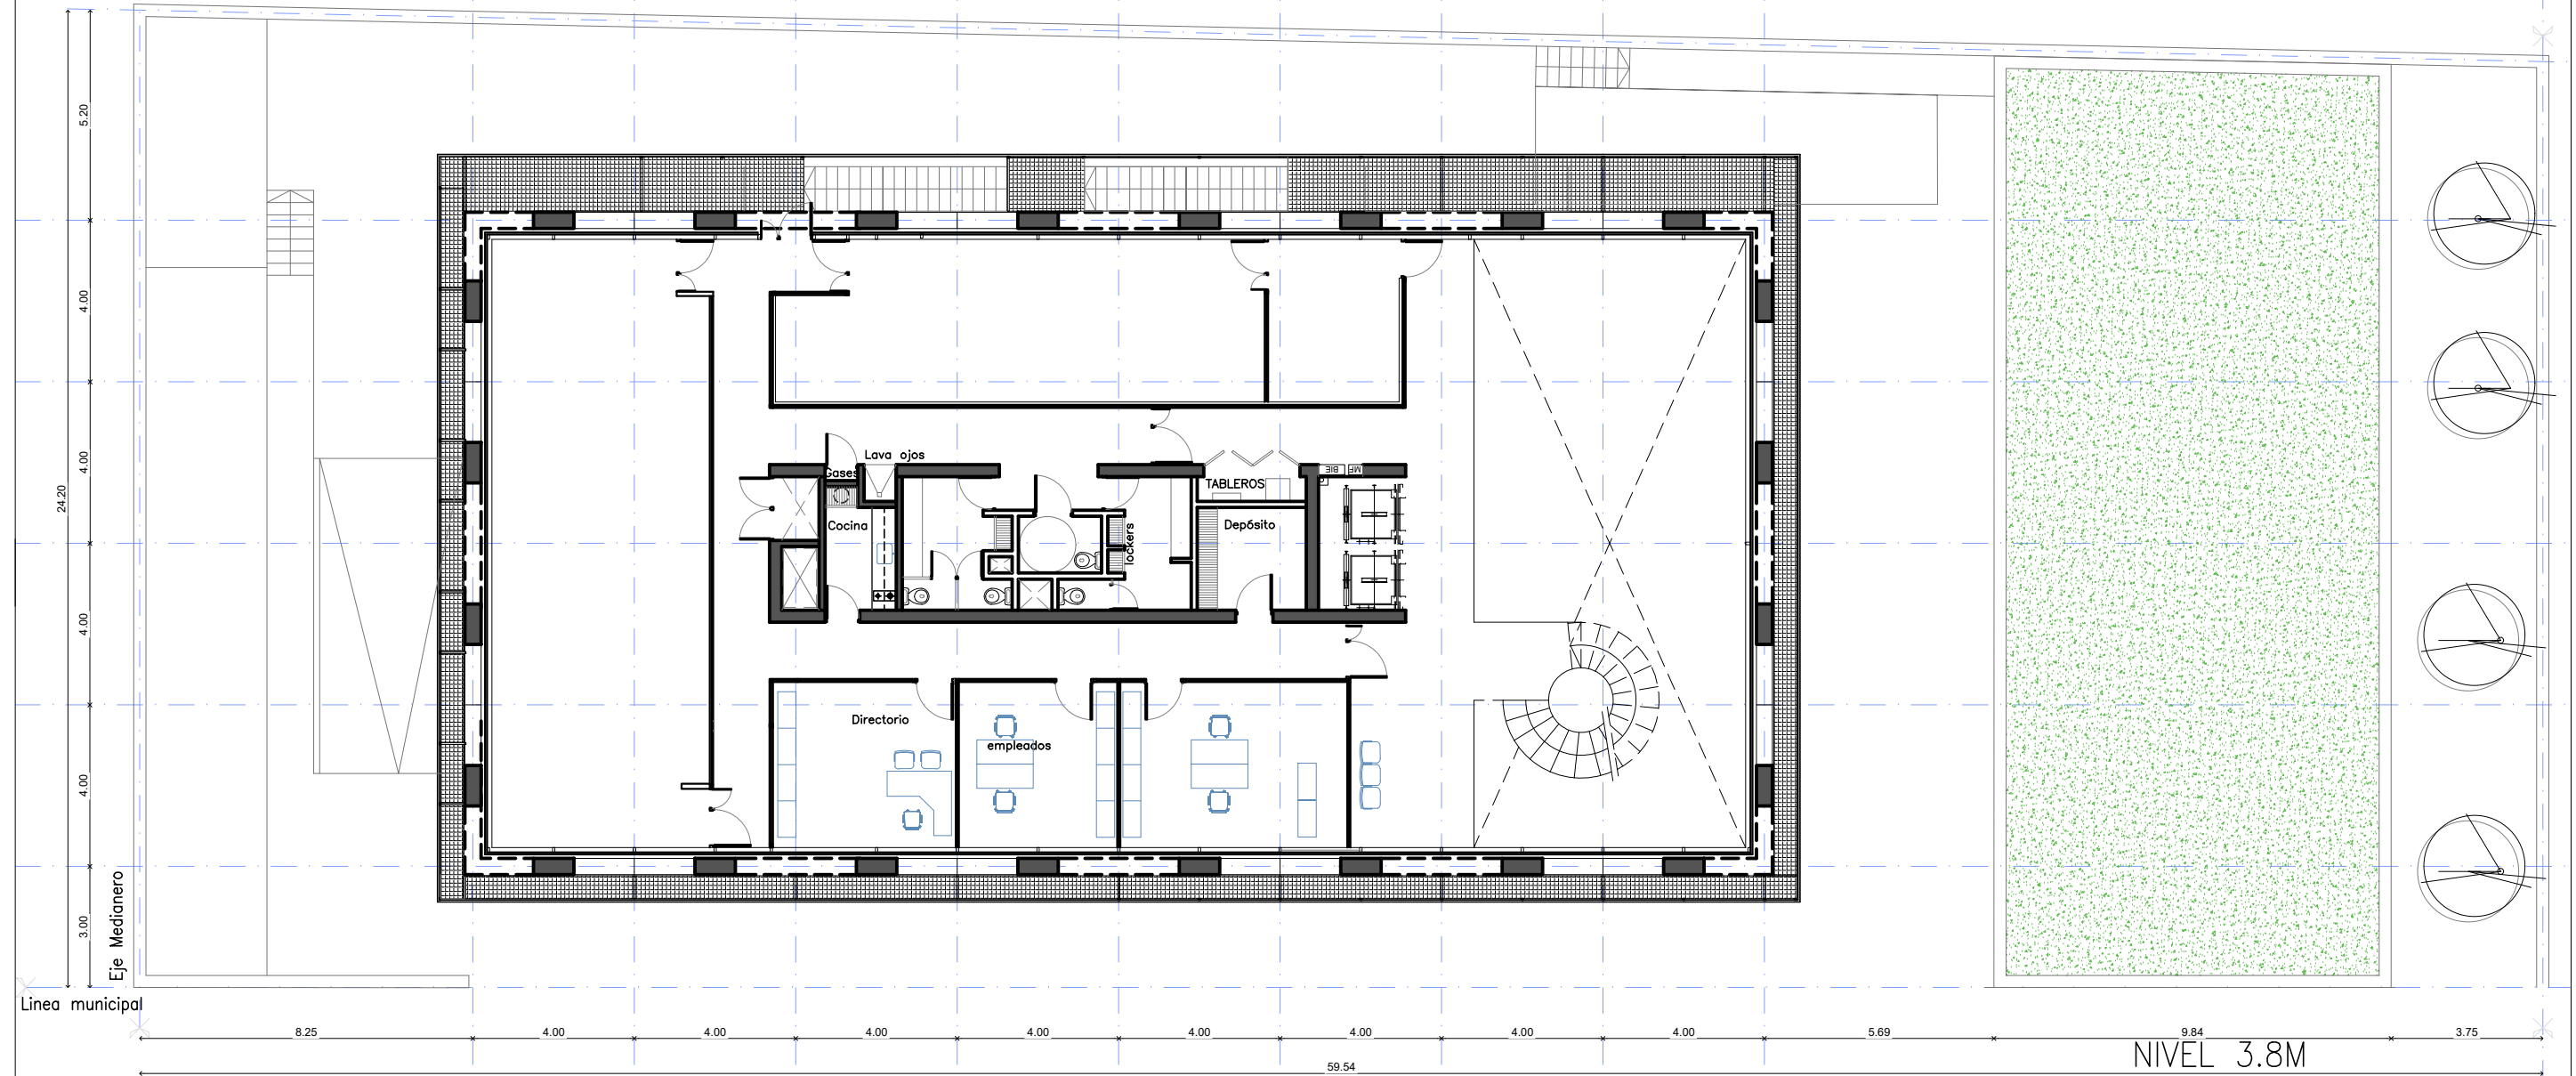 5.20
4.00
4.00
24.20
4.00
4.00
3.00
Eje Medianero
Linea municipal
Lava ojos
Gases
BIE
MF
TABLEROS
Cocina
Depósito
lockers
Directorio
empleados
8.25
4.00
4.00
4.00
4.00
4.00
4.00
4.00
4.00
5.69
9.84
3.75
NIVEL 3.8M
59.54